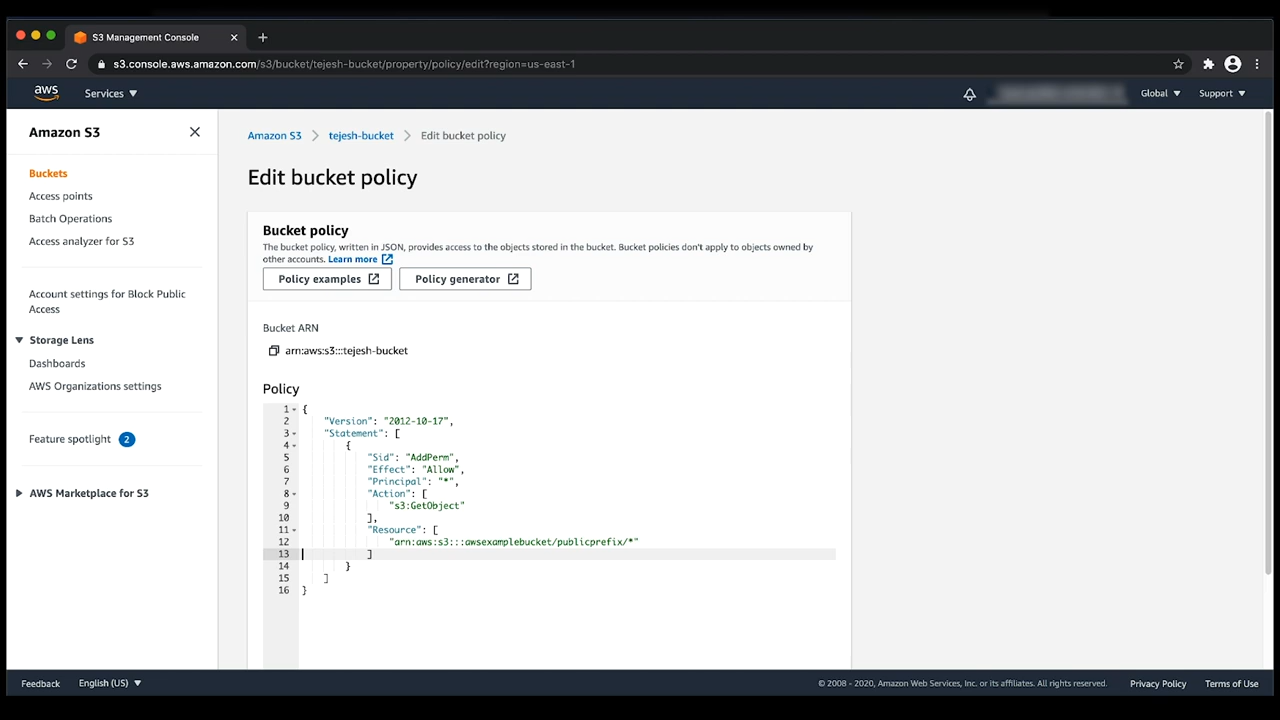 S3 Management Console
s3.console.aws.amazon.com/s3/bucket/tejesh-bucket/property/policy/edit?region=us-east-1
aws Services Global Support
Amazon S3
Buckets
Access points
Batch Operations
Access analyzer for S3
Account settings for Block Public
Access
Storage Lens
Dashboards
AWS Organizations settings
Feature spotlight 2
AWS Marketplace for S3
Amazon S3 > tejesh-bucket > Edit bucket policy
Edit bucket policy
Bucket policy
The bucket policy, written in JSON, provides access to the objects stored in the bucket. Bucket policies don't apply to objects owned by
other accounts. Learn more
Policy examples Policy generator
Bucket ARN
arn:aws:s3:::tejesh-bucket
Policy
1 {
2 "Version": "2012-10-17",
3 "Statement": [
4 {
5 "Sid": "AddPerm",
6 "Effect": "Allow",
7 "Principal": "*",
8 "Action": [
9 "s3:GetObject"
10 ],
11 "Resource": [
12 "arn:aws:s3:::awsexamplebucket/publicprefix/*"
13 ]
14 }
15 ]
16 }
Feedback English (US) © 2008 - 2020, Amazon Web Services, Inc. or its affiliates. All rights reserved. Privacy Policy Terms of Use